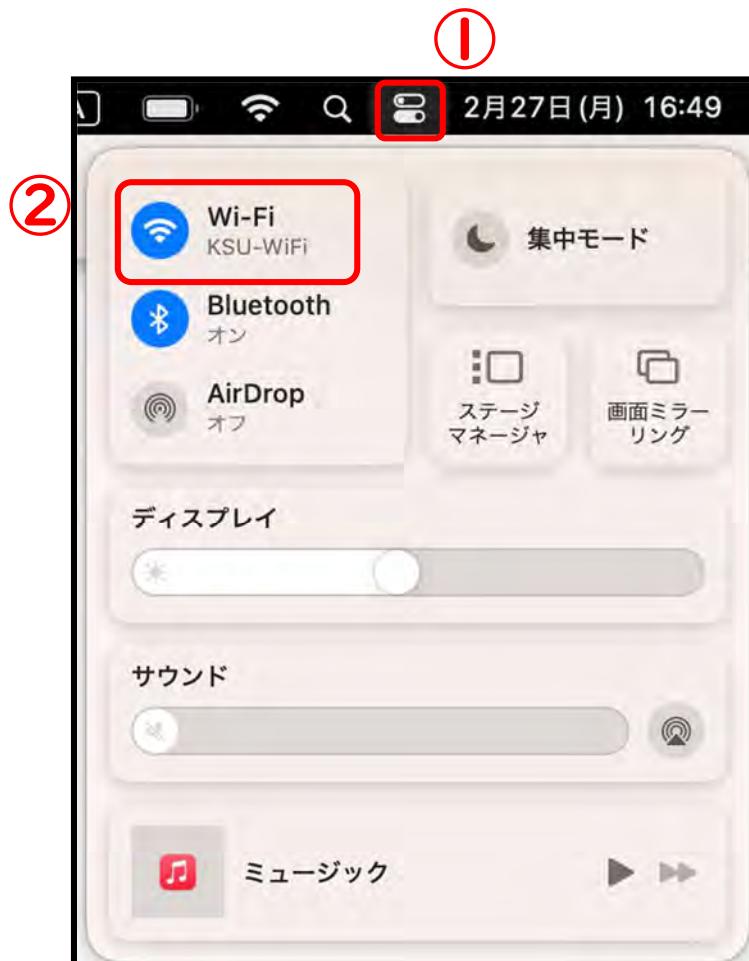 ①
A 2月27日(月) 16:49
②
Wi-Fi
KSU-WiFi
集中モード
Bluetooth
オン
AirDrop
オフ
ステージ
マネージャ
画面ミラー
リング
ディスプレイ
サウンド
ミュージック